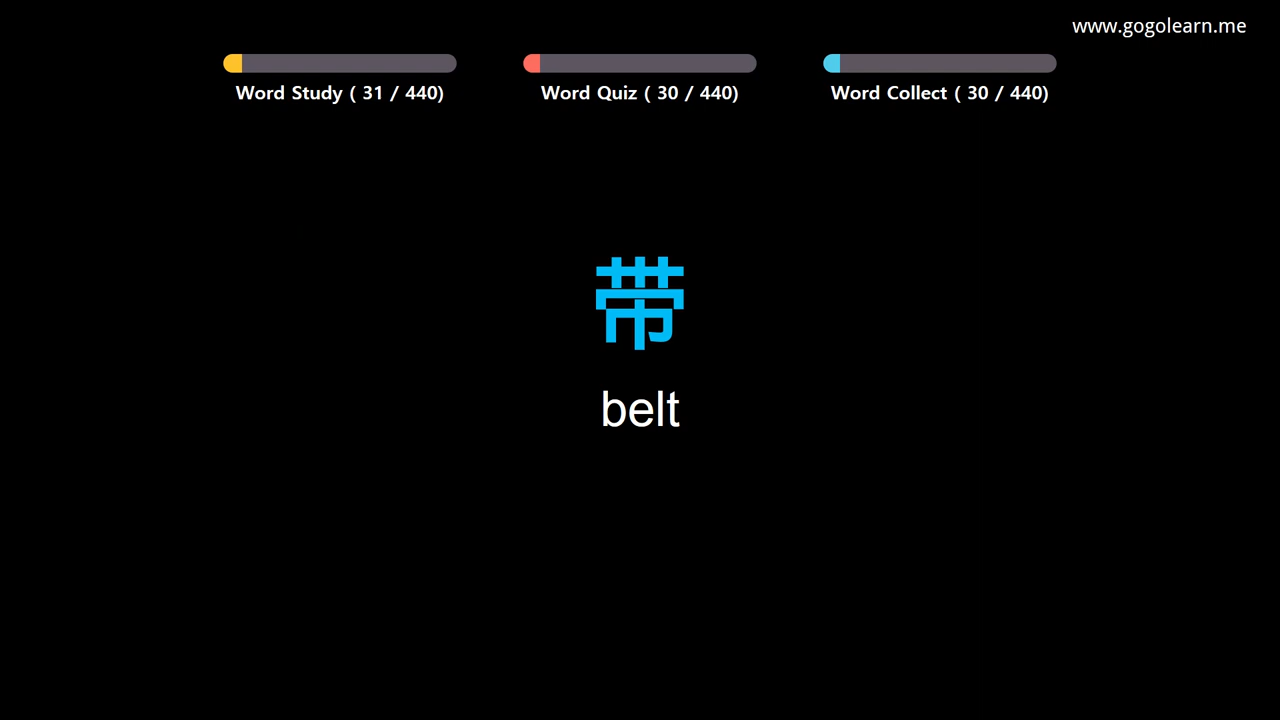 www.gogolearn.me
Word Study ( 31 / 440)
Word Quiz ( 30 / 440)
Word Collect ( 30 / 440)
带
belt